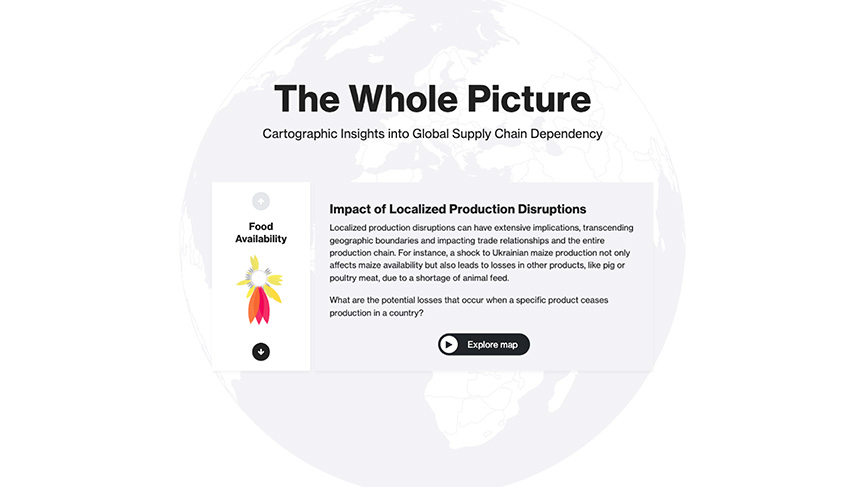 The Whole Picture
Cartographic Insights into Global Supply Chain Dependency
Food
Availability
Impact of Localized Production Disruptions
Localized production disruptions can have extensive implications, transcending
geographic boundaries and impacting trade relationships and the entire
production chain. For instance, a shock to Ukrainian maize production not only
affects maize availability but also leads to losses in other products, like pig or
poultry meat, due to a shortage of animal feed.
What are the potential losses that occur when a specific product ceases
production in a country?
Explore map